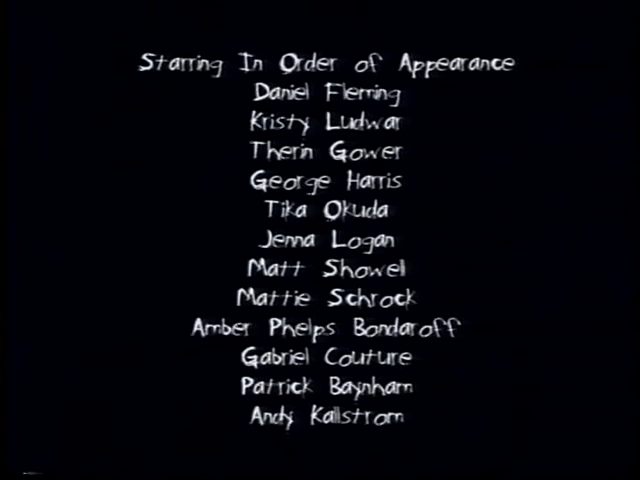 Starring In Order of Appearance
Daniel Fleming
Kristy Ludwar
Therin Gower
George Harris
Tika Okuda
Jenna Logan
Matt Showell
Mattie Schrock
Amber Phelps Bondaroff
Gabriel Couture
Patrick Baynham
Andy Kallstrom